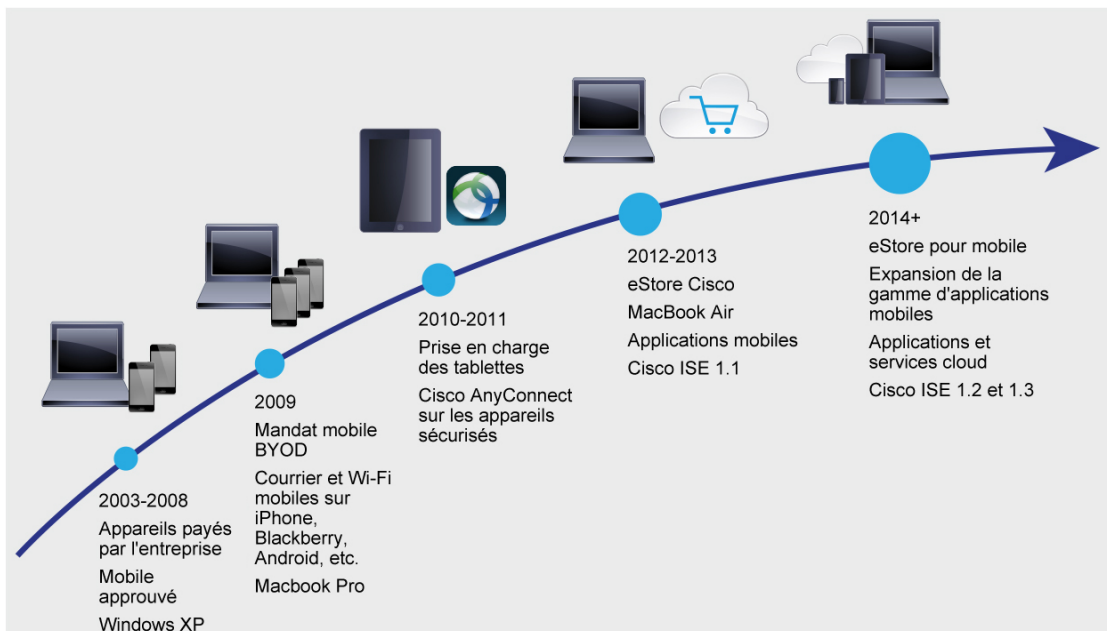 2003-2008
Appareils payés
par l'entreprise
Mobile
approuvé
Windows XP
2009
Mandat mobile
BYOD
Courrier et Wi-Fi
mobiles sur
iPhone,
Blackberry,
Android, etc.
Macbook Pro
2010-2011
Prise en charge
des tablettes
Cisco AnyConnect
sur les appareils
sécurisés
2012-2013
eStore Cisco
MacBook Air
Applications mobiles
Cisco ISE 1.1
2014+
eStore pour mobile
Expansion de la
gamme d'applications
mobiles
Applications et
services cloud
Cisco ISE 1.2 et 1.3